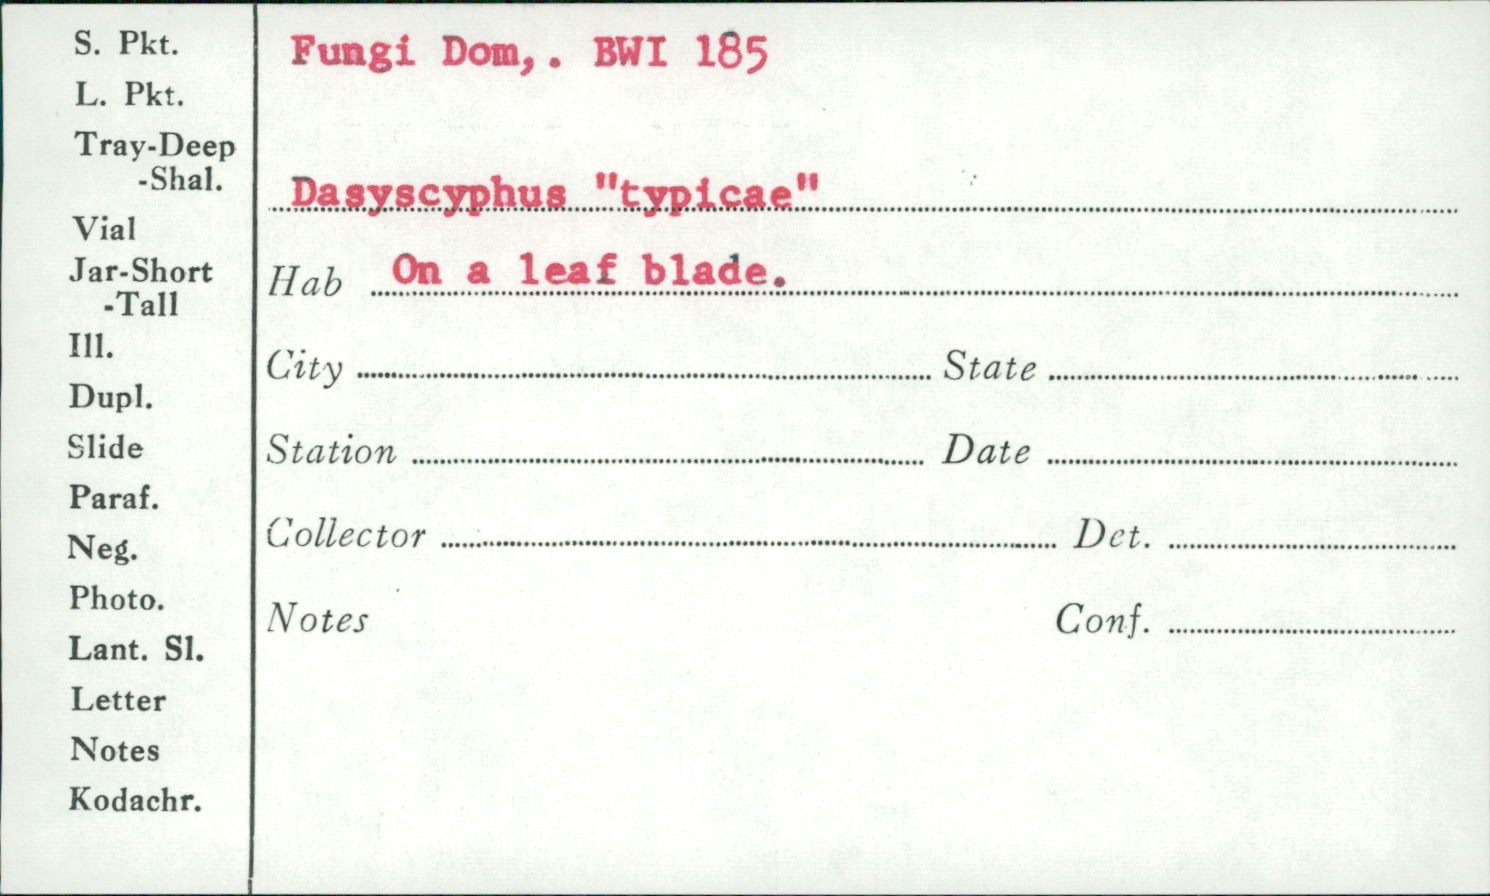 S. Pkt.
L. Pkt.
Tray-Deep
-Shal.
Vial
Jar-Short
-Tall
Ill.
Dupl.
Slide
Paraf.
Neg.
Photo.
Lant. Sl.
Letter
Notes
Kodachr.
Fungi Dom,. BWI 185
Dasyscyphus "typicae"
Hab On a leaf blade.
City State
Station Date
Collector Det.
Notes Conf.